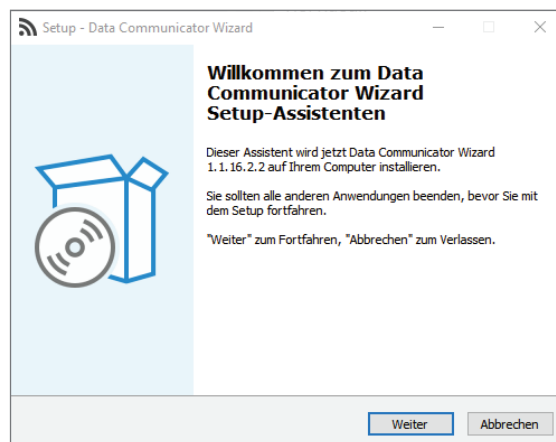 Setup - Data Communicator Wizard
Willkommen zum Data
Communicator Wizard
Setup-Assistenten
Dieser Assistent wird jetzt Data Communicator Wizard
1.1.16.2.2 auf Ihrem Computer installieren.
Sie sollten alle anderen Anwendungen beenden, bevor Sie mit
dem Setup fortfahren.
"Weiter" zum Fortfahren, "Abbrechen" zum Verlassen.
Weiter
Abbrechen